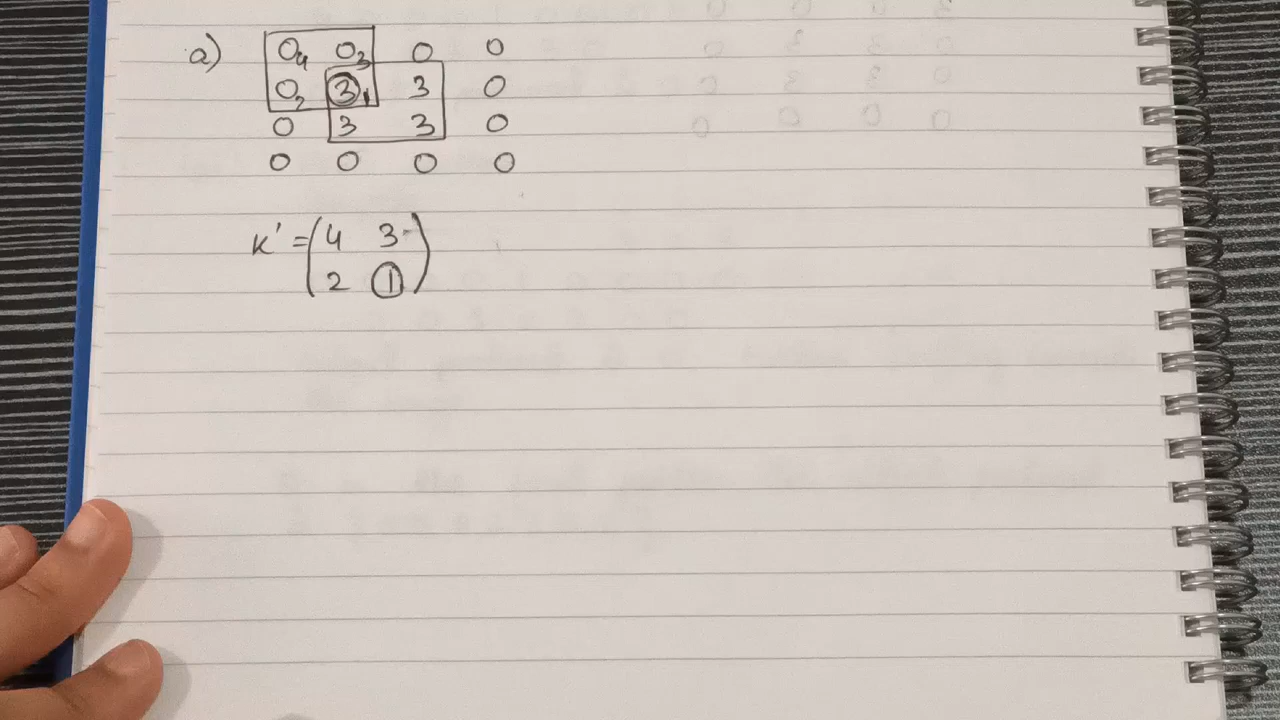 a) 0₄ 0₃ 0 0
0₂ 3₁ 3 0
0 3 3 0
0 0 0 0
K' = (4 3
2 1)